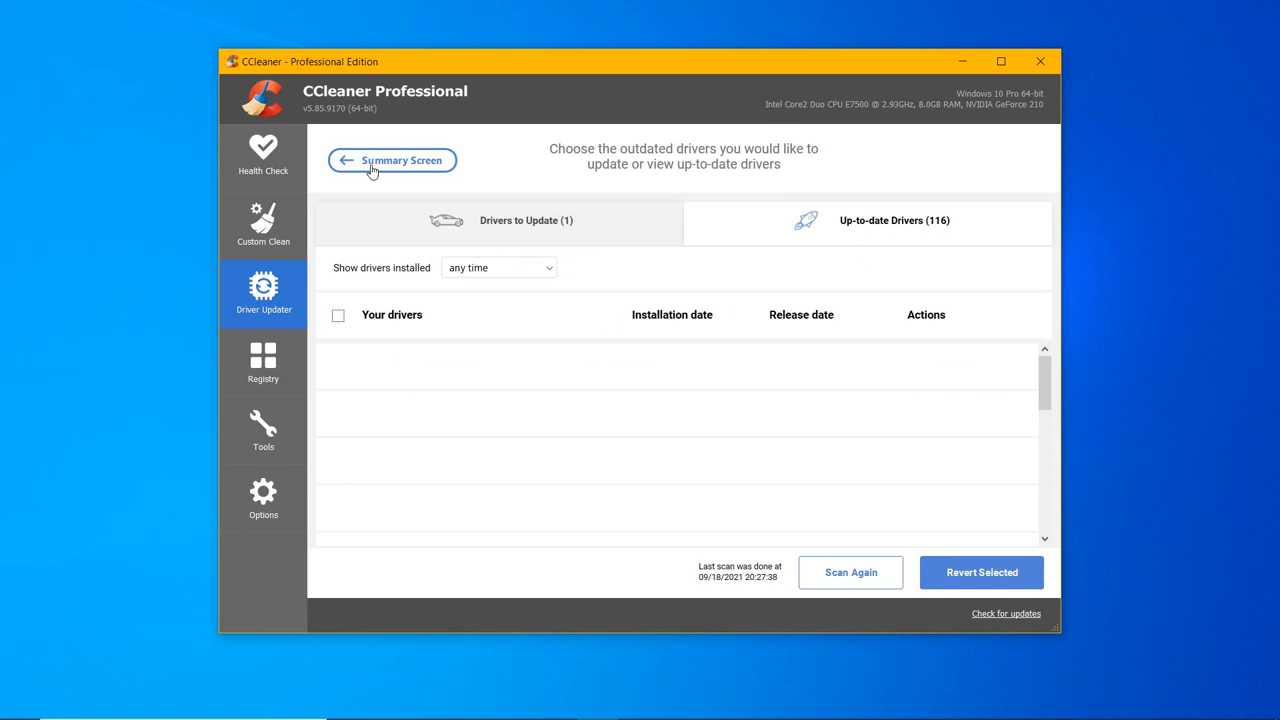 CCleaner - Professional Edition
CCleaner Professional
v5.85.9170 (64-bit)
Windows 10 Pro 64-bit
Intel Core2 Duo CPU E7500 @ 2.93GHz, 8.0GB RAM, NVIDIA GeForce 210
Health Check
Custom Clean
Driver Updater
Registry
Tools
Options
Summary Screen
Choose the outdated drivers you would like to
update or view up-to-date drivers
Drivers to Update (1)
Up-to-date Drivers (116)
Show drivers installed
any time
Your drivers
Installation date
Release date
Actions
Last scan was done at
09/18/2021 20:27:38
Scan Again
Revert Selected
Check for updates